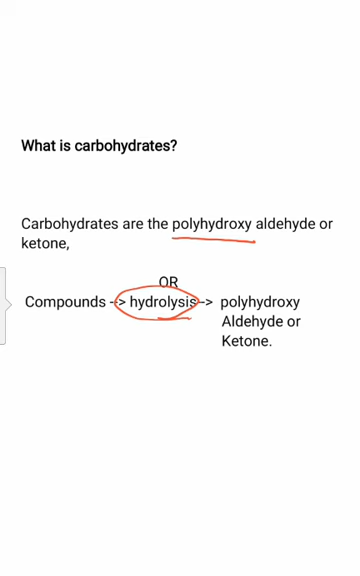 What is carbohydrates?
Carbohydrates are the polyhydroxy aldehyde or
ketone,
OR
Compounds --> hydrolysis--> polyhydroxy
Aldehyde or
Ketone.